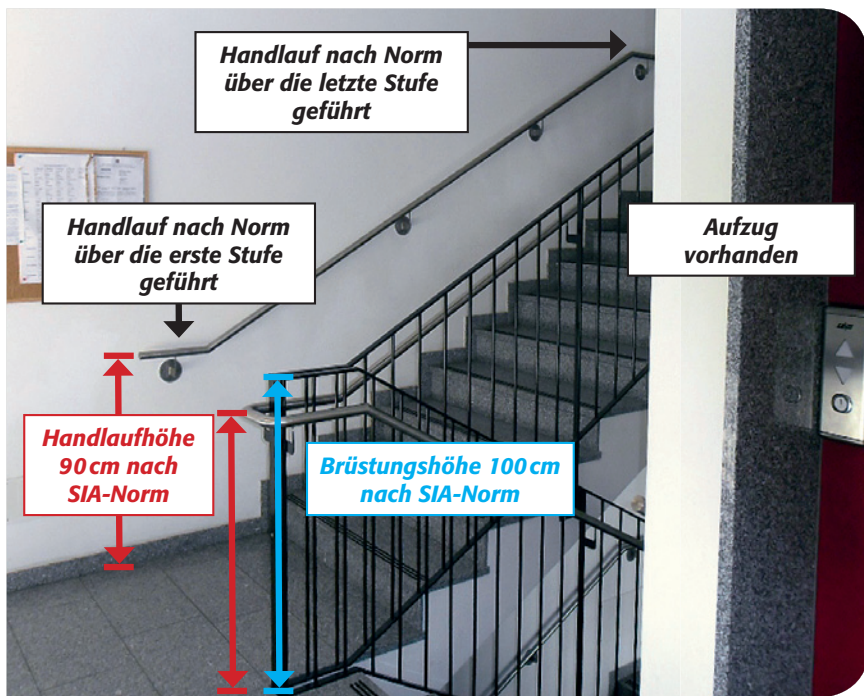 Handlauf nach Norm
über die letzte Stufe
geführt
Handlauf nach Norm
über die erste Stufe
geführt
Aufzug
vorhanden
Handlaufhöhe
90 cm nach
SIA-Norm
Brüstungshöhe 100 cm
nach SIA-Norm